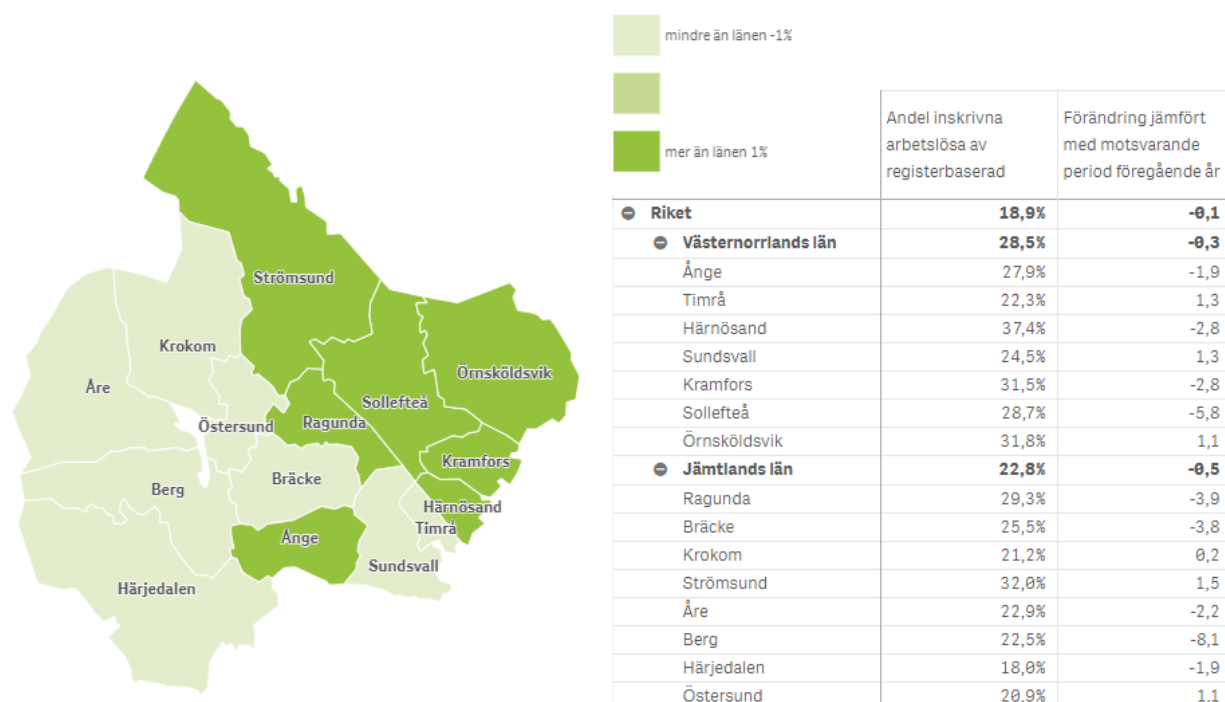 mindre än länen -1%
mer än länen 1%
Strömsund
Krokom
Åre
Örnsköldsvik
Sollefteå
Östersund
Ragunda
Kramfors
Bräcke
Berg
Härnösand
Timrå
Ånge
Sundsvall
Härjedalen
Andel inskrivna arbetslösa av registerbaserad
Förändring jämfört med motsvarande period föregående år
Riket 18,9% -0,1
Västernorrlands län 28,5% -0,3
Ånge 27,9% -1,9
Timrå 22,3% 1,3
Härnösand 37,4% -2,8
Sundsvall 24,5% 1,3
Kramfors 31,5% -2,8
Sollefteå 28,7% -5,8
Örnsköldsvik 31,8% 1,1
Jämtlands län 22,8% -0,5
Ragunda 29,3% -3,9
Bräcke 25,5% -3,8
Krokom 21,2% 0,2
Strömsund 32,0% 1,5
Åre 22,9% -2,2
Berg 22,5% -8,1
Härjedalen 18,0% -1,9
Östersund 20,9% 1,1